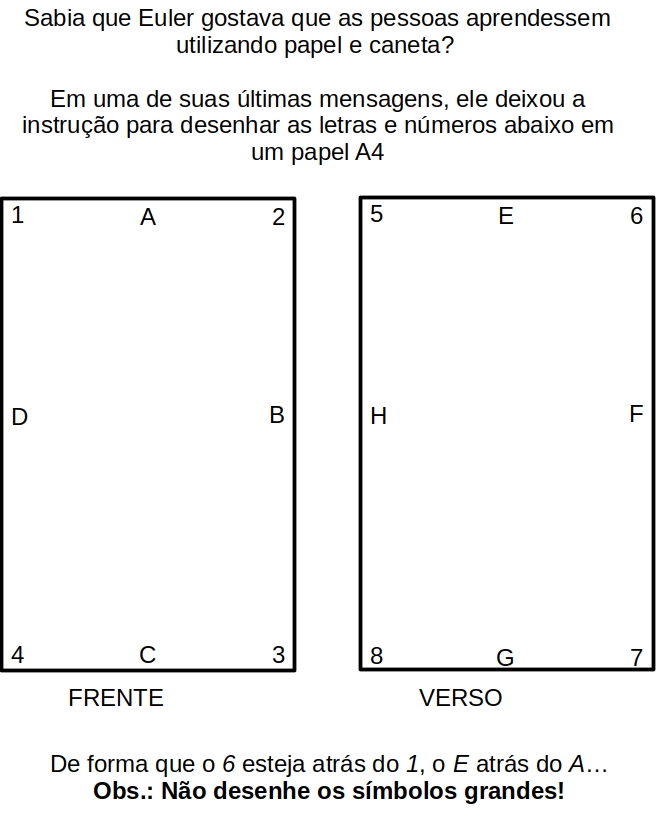 Sabia que Euler gostava que as pessoas aprendessem
utilizando papel e caneta?
Em uma de suas últimas mensagens, ele deixou a
instrução para desenhar as letras e números abaixo em
um papel A4
1 A 2
D B
4 C 3
FRENTE
5 E 6
H F
8 G 7
VERSO
De forma que o 6 esteja atrás do 1, o E atrás do A…
Obs.: Não desenhe os símbolos grandes!